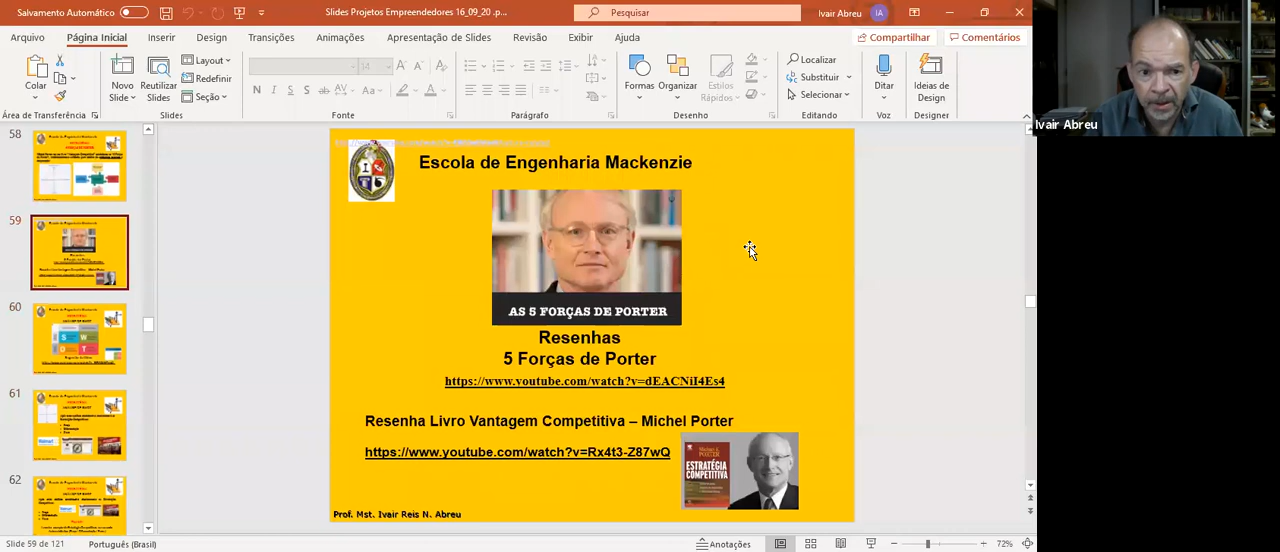 Salvamento Automático
Slides Projetos Empreendedores 16_09_20 .p...
Pesquisar
Ivair Abreu
IA
Arquivo
Página Inicial
Inserir
Design
Transições
Animações
Apresentação de Slides
Revisão
Exibir
Ajuda
Compartilhar
Comentários
Colar
Novo
Slide
Reutilizar
Slides
Layout
Redefinir
Seção
14
N
I
S
S
ab
AV
Aa
A
Formas
Organizar
Estilos
Rápidos
Localizar
Substituir
Selecionar
Ditar
Ideias de
Design
Área de Transferência
Slides
Fonte
Parágrafo
Desenho
Editando
Voz
Designer
Ivair Abreu
58
59
60
61
62
Escola de Engenharia Mackenzie
AS 5 FORÇAS DE PORTER
Resenhas
5 Forças de Porter
https://www.youtube.com/watch?v=dEACNiI4Es4
Resenha Livro Vantagem Competitiva – Michel Porter
https://www.youtube.com/watch?v=Rx4t3-Z87wQ
ESTRATÉGIA
COMPETITIVA
Prof. Mst. Ivair Reis N. Abreu
Slide 59 de 121
Português (Brasil)
Anotações
72%